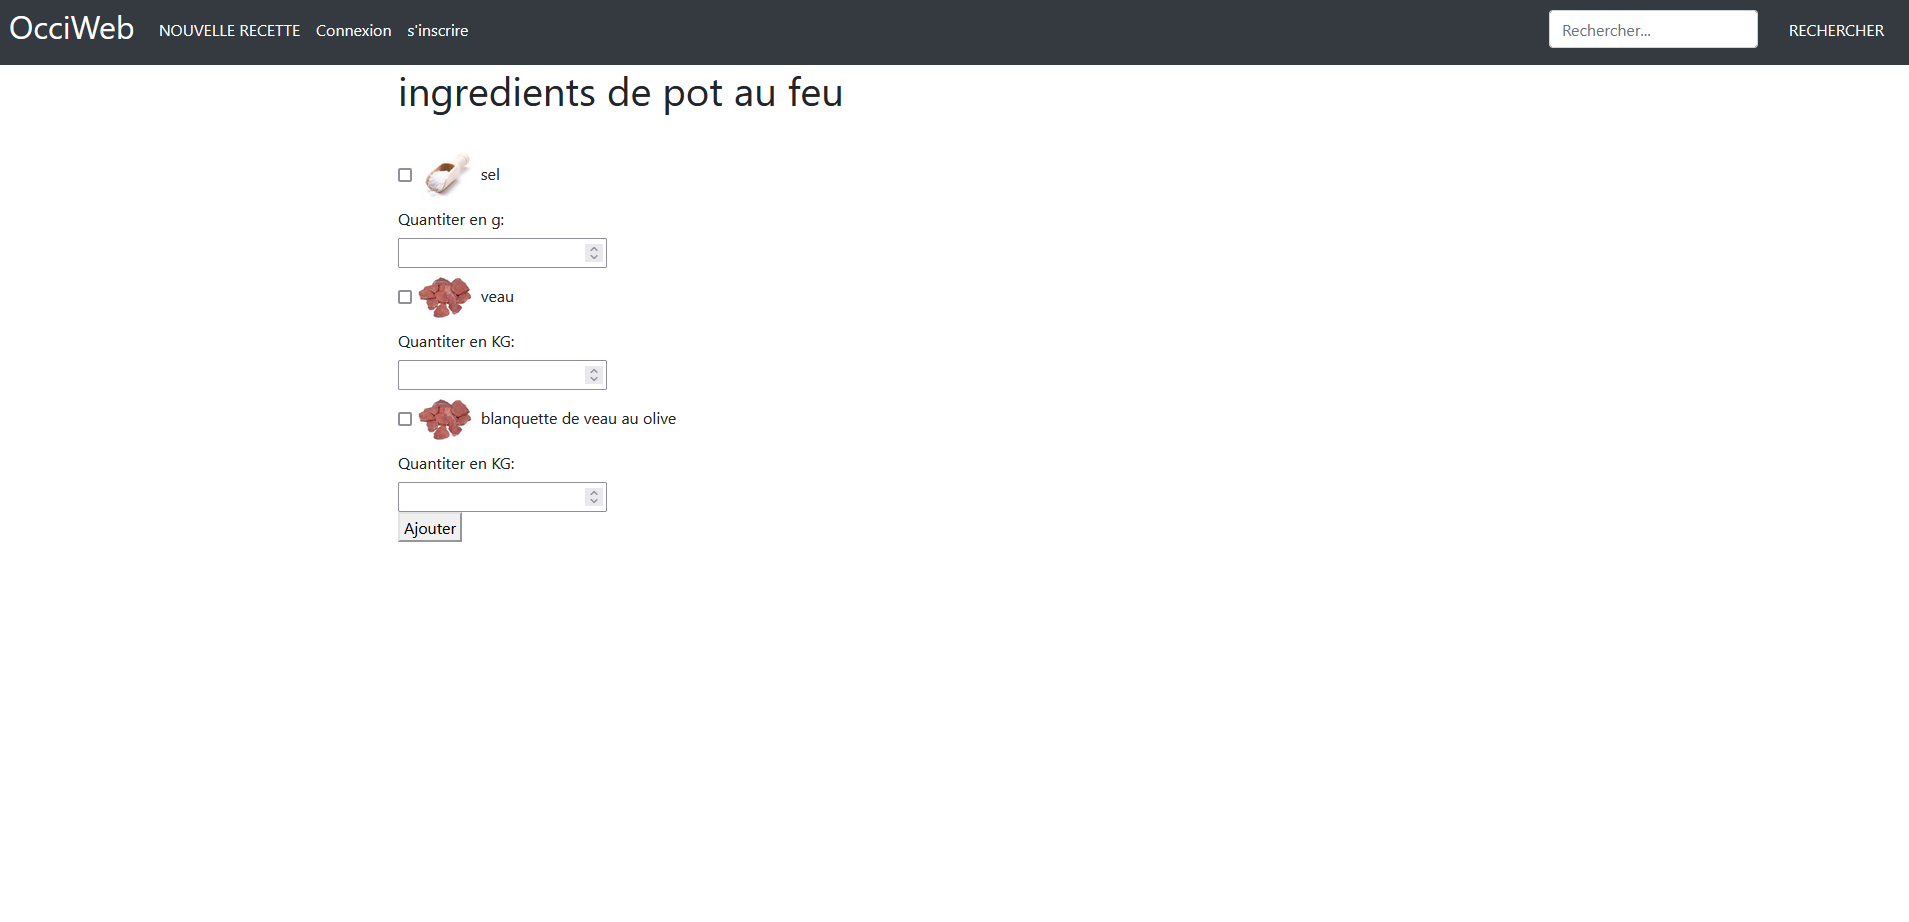 OcciWeb NOUVELLE RECETTE Connexion s'inscrire Rechercher... RECHERCHER
ingredients de pot au feu
sel
Quantiter en g:
veau
Quantiter en KG:
blanquette de veau au olive
Quantiter en KG:
Ajouter